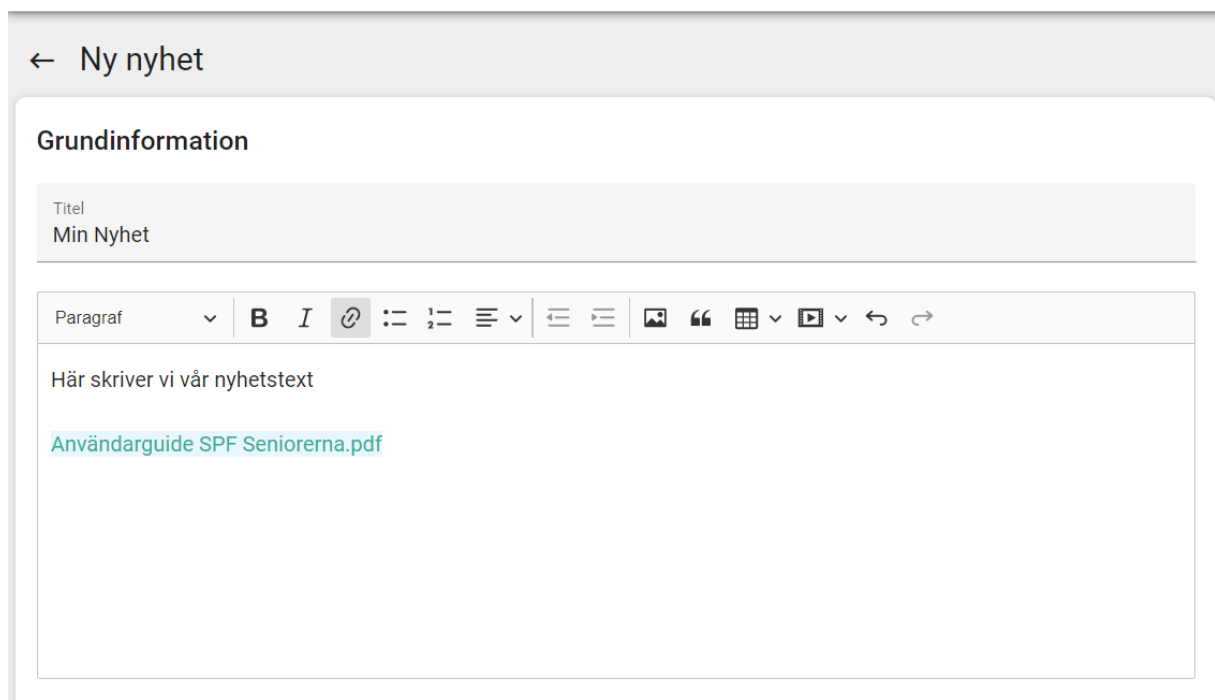 Ny nyhet
Grundinformation
Titel
Min Nyhet
Paragraf
Här skriver vi vår nyhetstext
Användarguide SPF Seniorerna.pdf